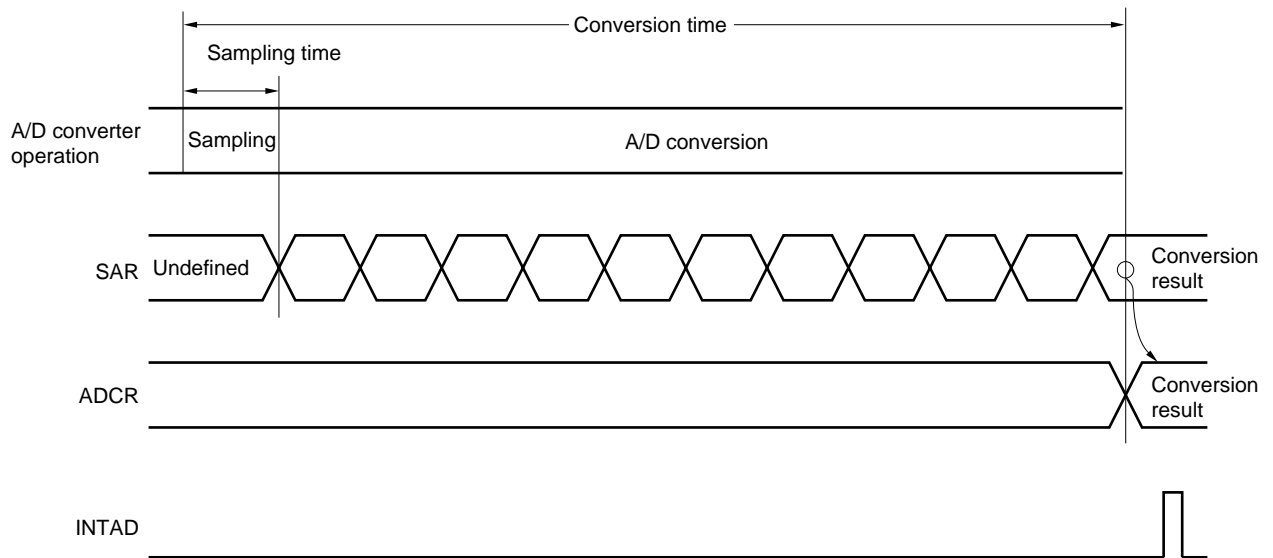 Conversion time
Sampling time
A/D converter
operation
Sampling
A/D conversion
SAR
Undefined
Conversion
result
ADCR
Conversion
result
INTAD